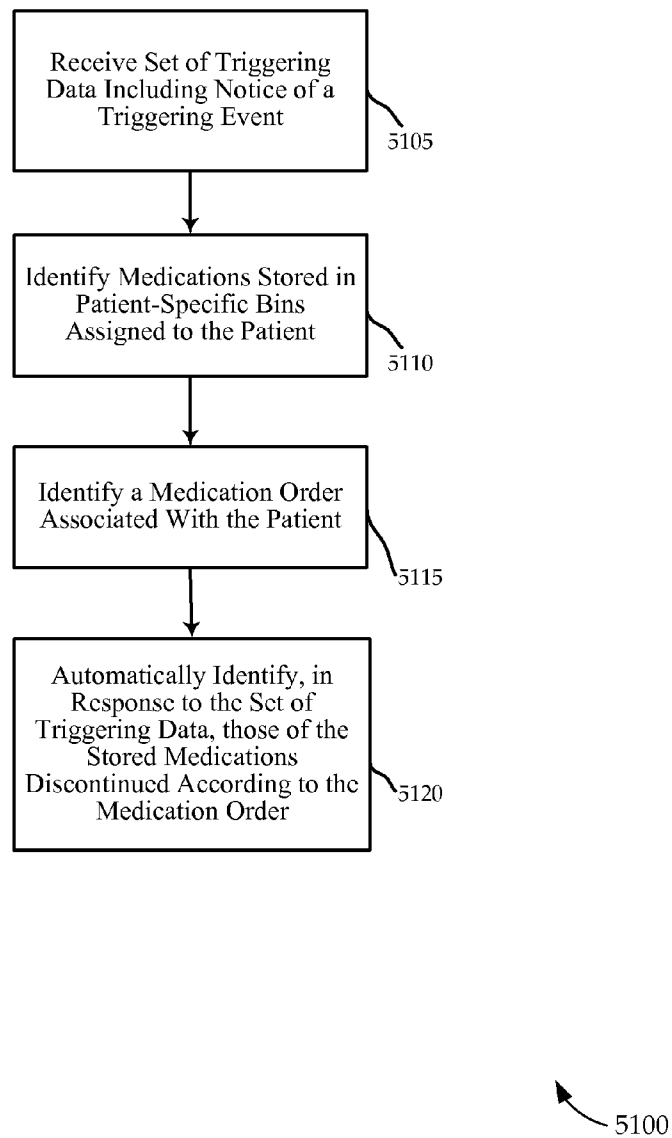 Receive Set of Triggering
Data Including Notice of a
Triggering Event
5105
Identify Medications Stored in
Patient-Specific Bins
Assigned to the Patient
5110
Identify a Medication Order
Associated With the Patient
5115
Automatically Identify, in
Response to the Set of
Triggering Data, those of the
Stored Medications
Discontinued According to the
Medication Order
5120
5100